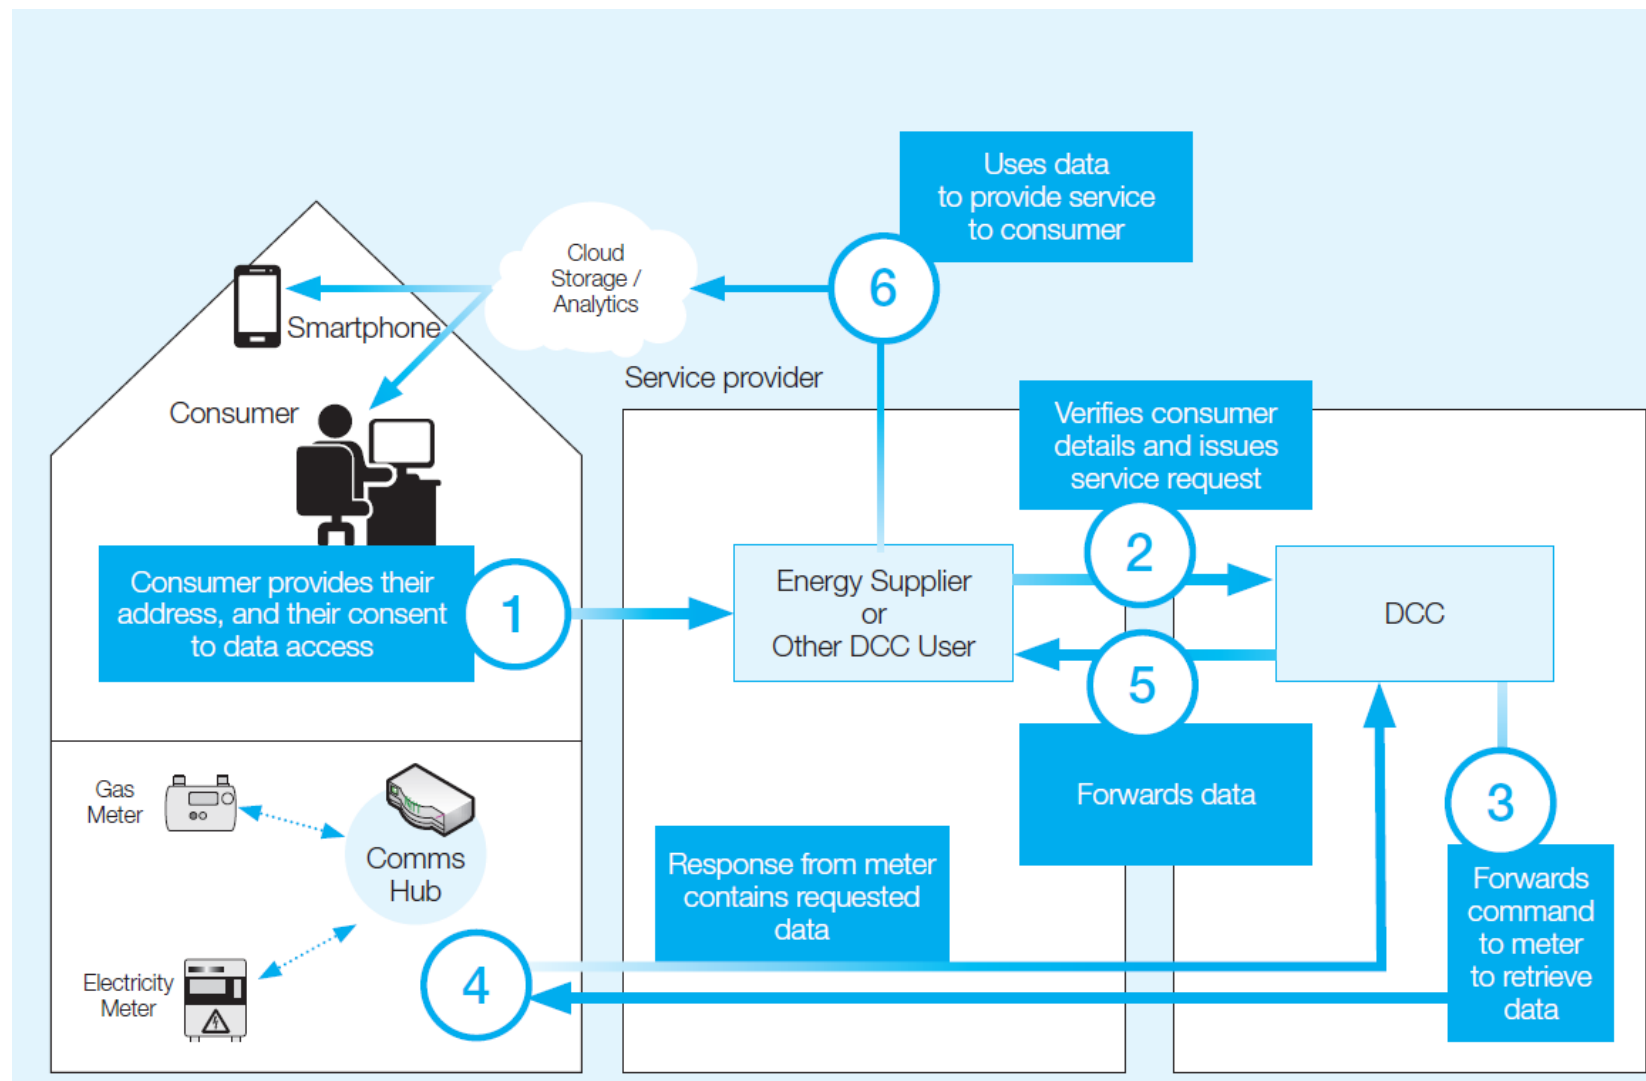 Uses data
to provide service
to consumer
6
Cloud
Storage /
Analytics
Smartphone
Consumer
Service provider
Verifies consumer
details and issues
service request
2
Consumer provides their
address, and their consent
to data access
1
Energy Supplier
or
Other DCC User
DCC
5
Forwards data
3
Forwards
command
to meter
to retrieve
data
Gas
Meter
Comms
Hub
Electricity
Meter
4
Response from meter
contains requested
data